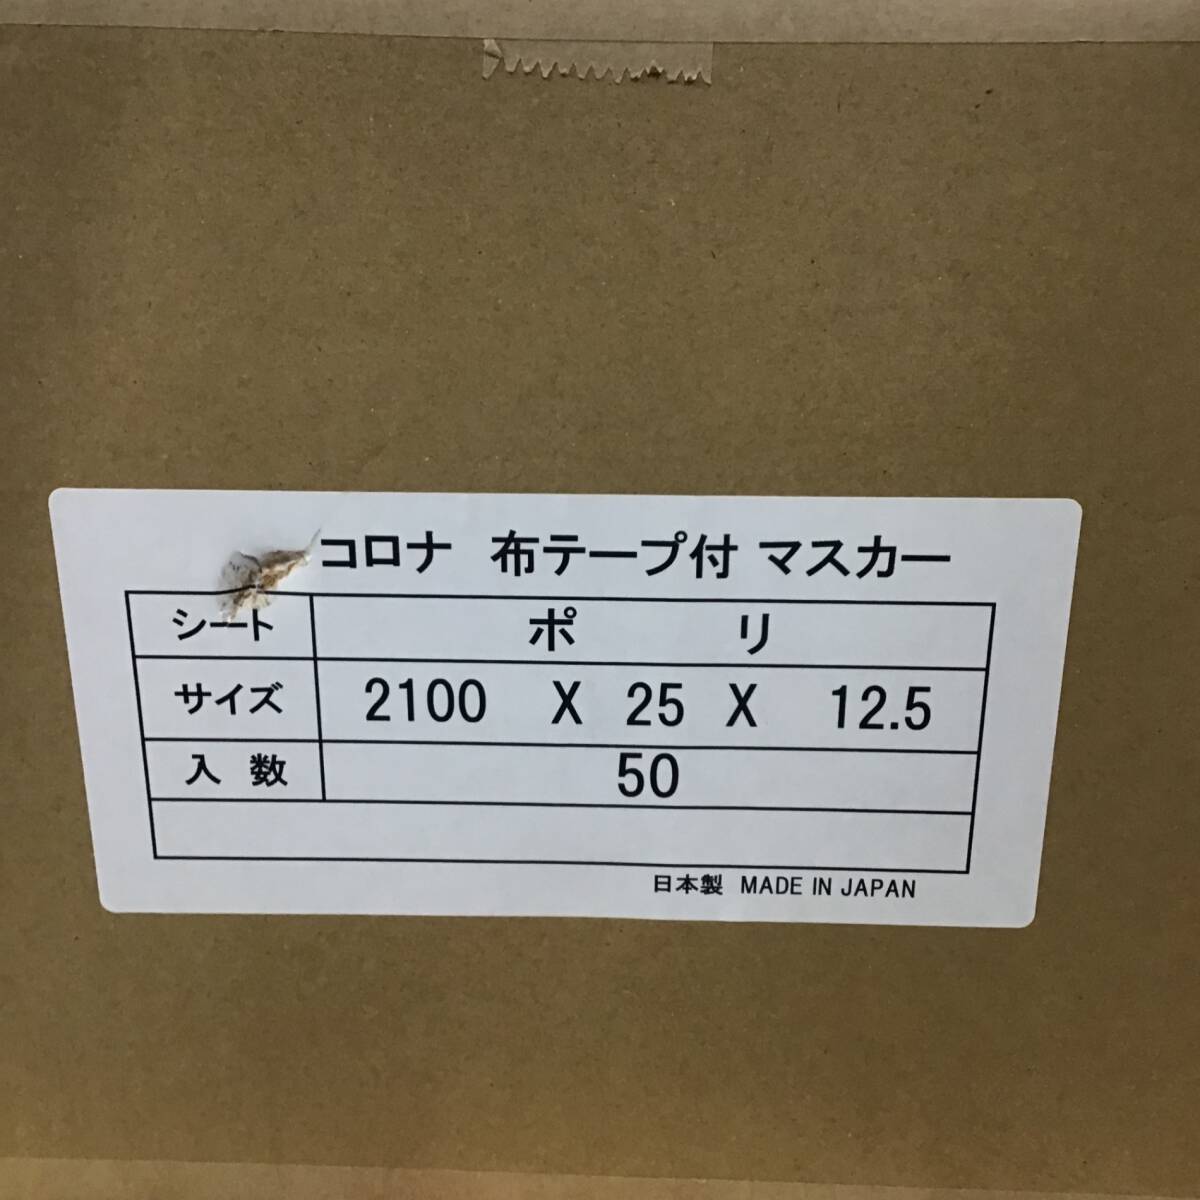 コロナ 布テープ付 マスカー
シート ポリ
サイズ 2100 X 25 X 12.5
入数 50
日本製 MADE IN JAPAN